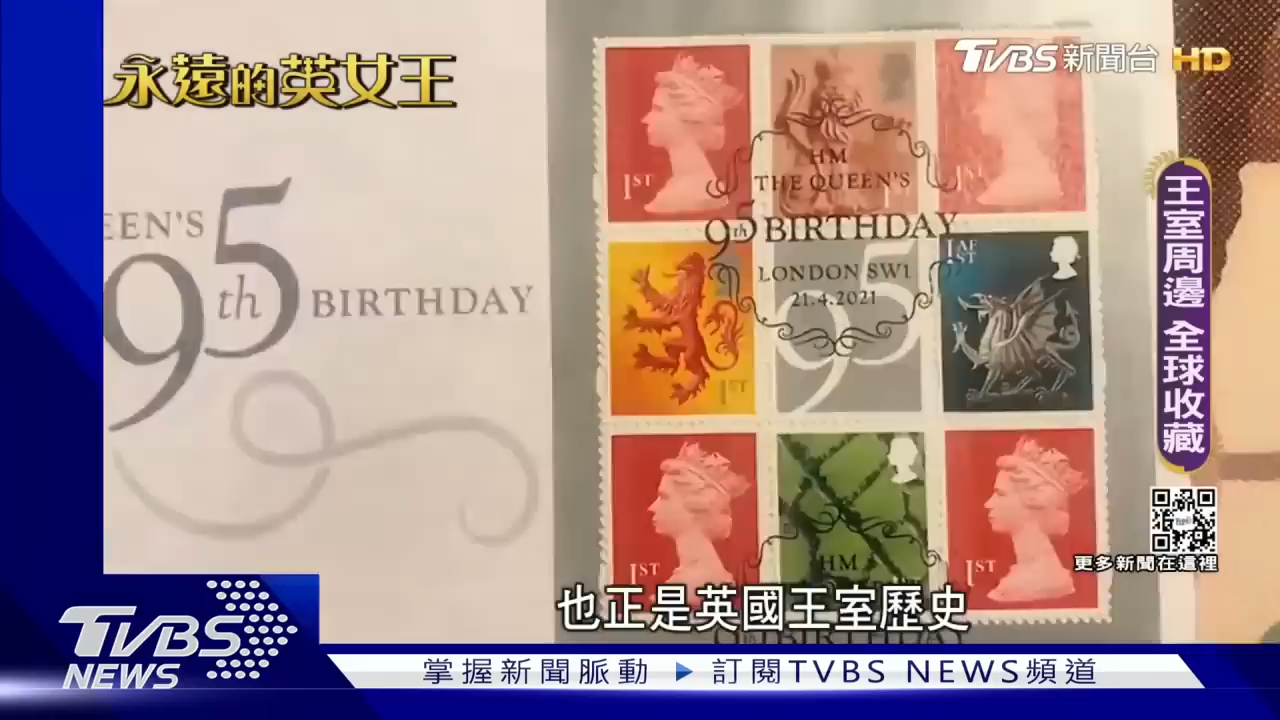 永遠的英女王
TVBS新聞台 HD
王室周邊 全球收藏
EEN'S
95th BIRTHDAY
1ST
HM
THE QUEEN'S
95th BIRTHDAY
LONDON SW1
21.4.2021
1ST
1ST
1ST
95
1AF
ST
1ST
1ST
HM
BIRTHDAY
更多新聞在這裡
也正是英國王室歷史
TVBS
NEWS
掌握新聞脈動 ▶ 訂閱TVBS NEWS頻道